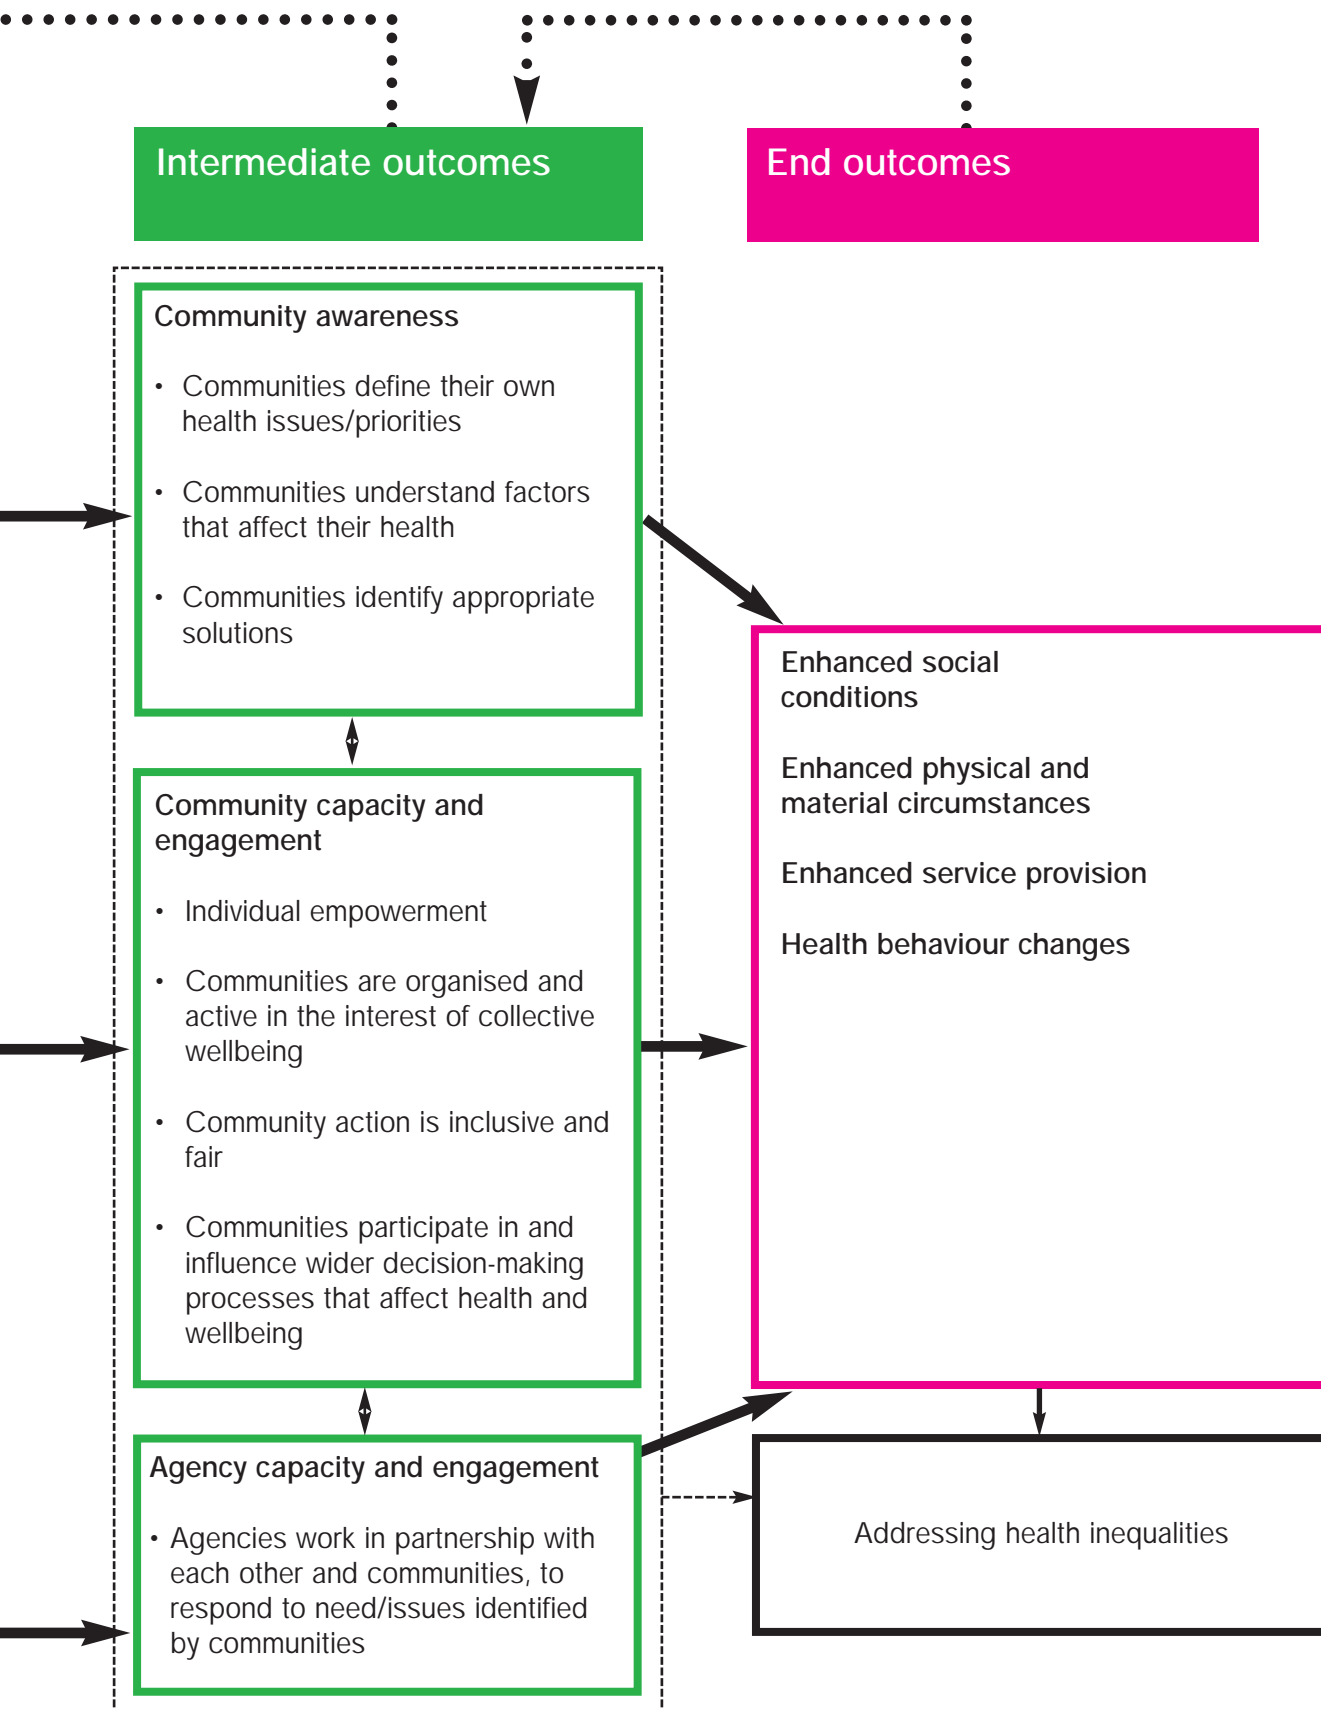 Intermediate outcomes
End outcomes
Community awareness
• Communities define their own
health issues/priorities
• Communities understand factors
that affect their health
• Communities identify appropriate
solutions
Community capacity and
engagement
• Individual empowerment
• Communities are organised and
active in the interest of collective
wellbeing
• Community action is inclusive and
fair
• Communities participate in and
influence wider decision-making
processes that affect health and
wellbeing
Agency capacity and engagement
• Agencies work in partnership with
each other and communities, to
respond to need/issues identified
by communities
Enhanced social
conditions
Enhanced physical and
material circumstances
Enhanced service provision
Health behaviour changes
Addressing health inequalities